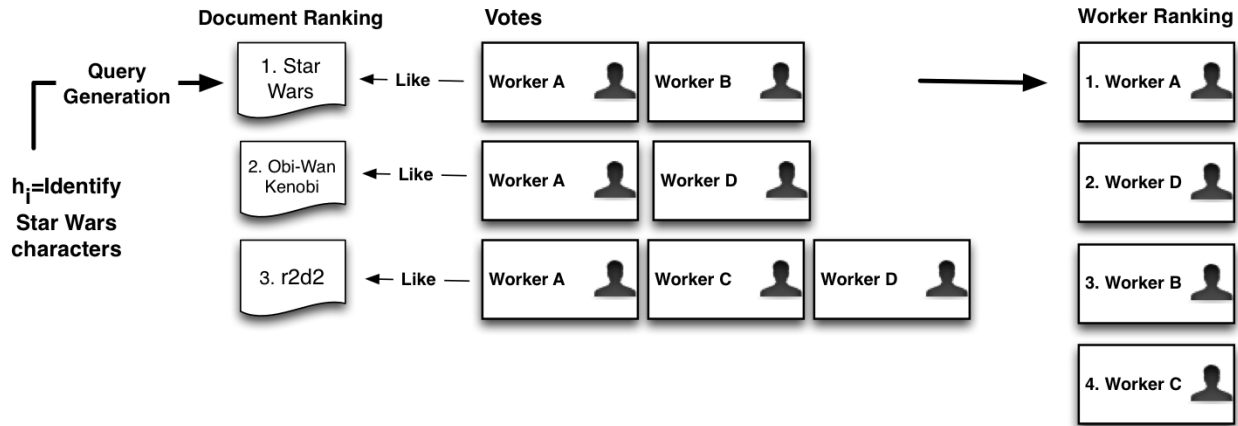 Document Ranking
Votes
Worker Ranking
Query
Generation
1. Star
Wars
Like
Worker A
Worker B
1. Worker A
h_i=Identify
Star Wars
characters
2. Obi-Wan
Kenobi
Like
Worker A
Worker D
2. Worker D
3. r2d2
Like
Worker A
Worker C
Worker D
3. Worker B
4. Worker C